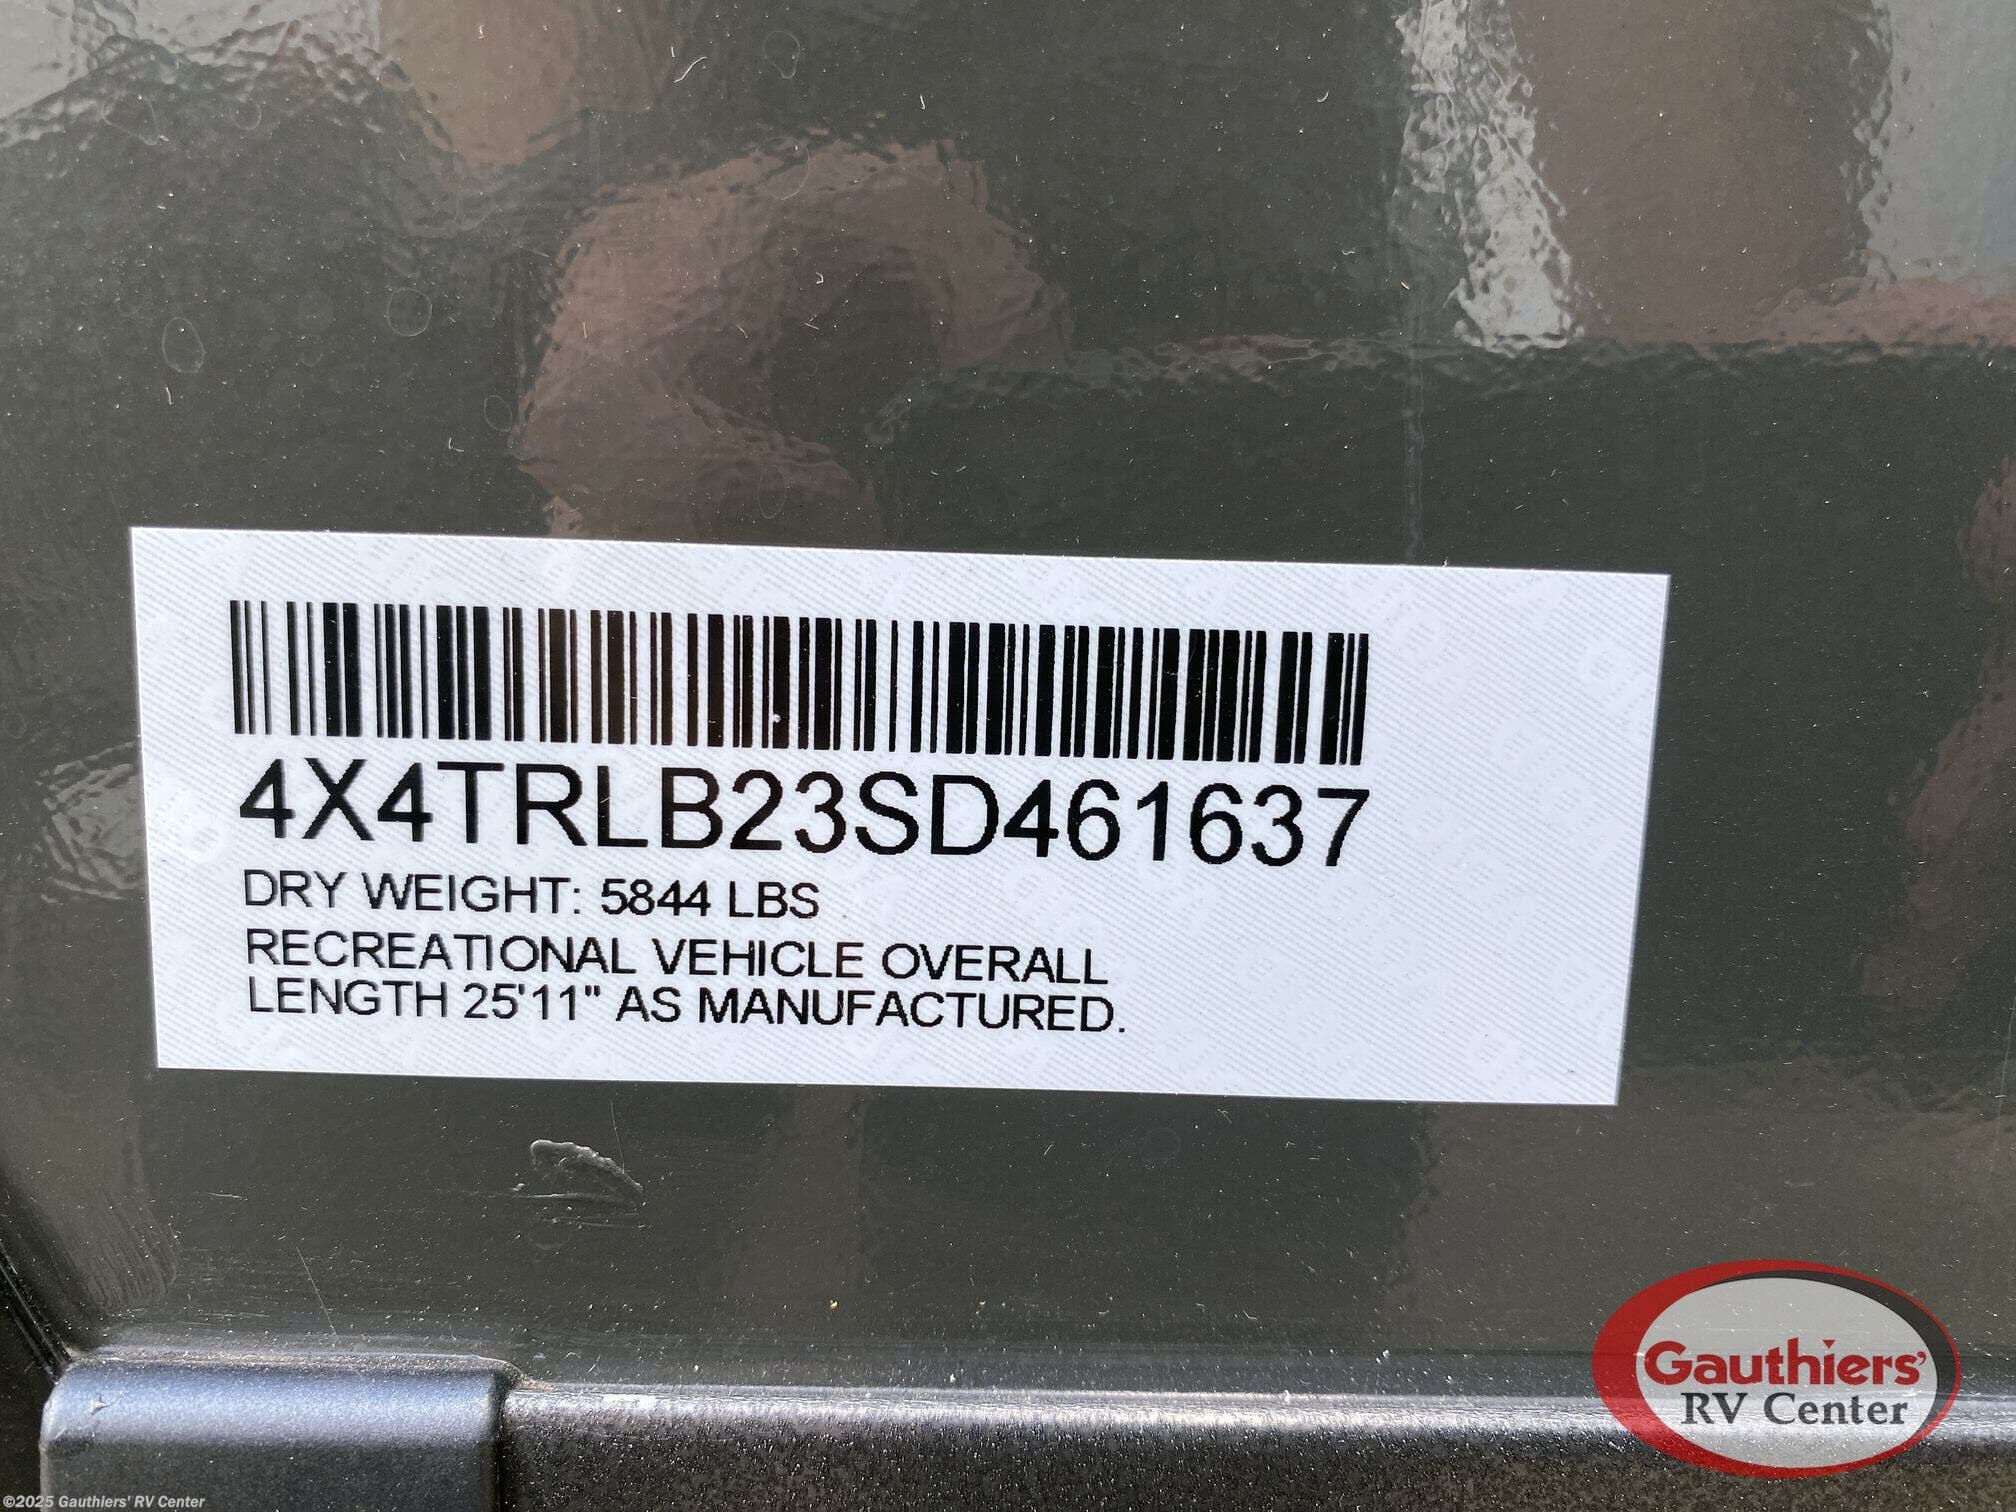 4X4TRLB23SD461637
DRY WEIGHT: 5844 LBS
RECREATIONAL VEHICLE OVERALL
LENGTH 25'11" AS MANUFACTURED.
Gauthiers'
RV Center
©2025 Gauthiers' RV Center